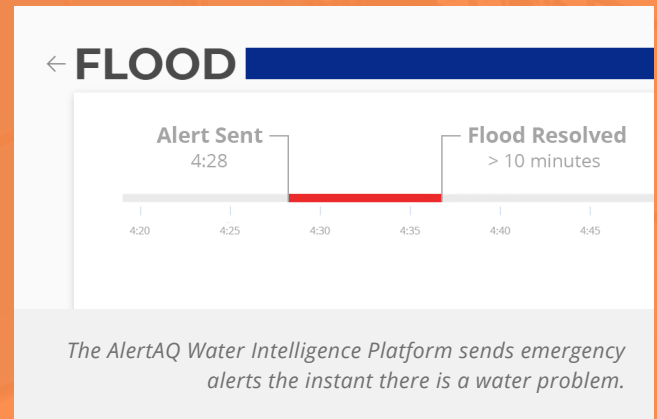 ← FLOOD
Alert Sent
4:28
Flood Resolved
> 10 minutes
4:20 4:25 4:30 4:35 4:40 4:45
The AlertAQ Water Intelligence Platform sends emergency
alerts the instant there is a water problem.